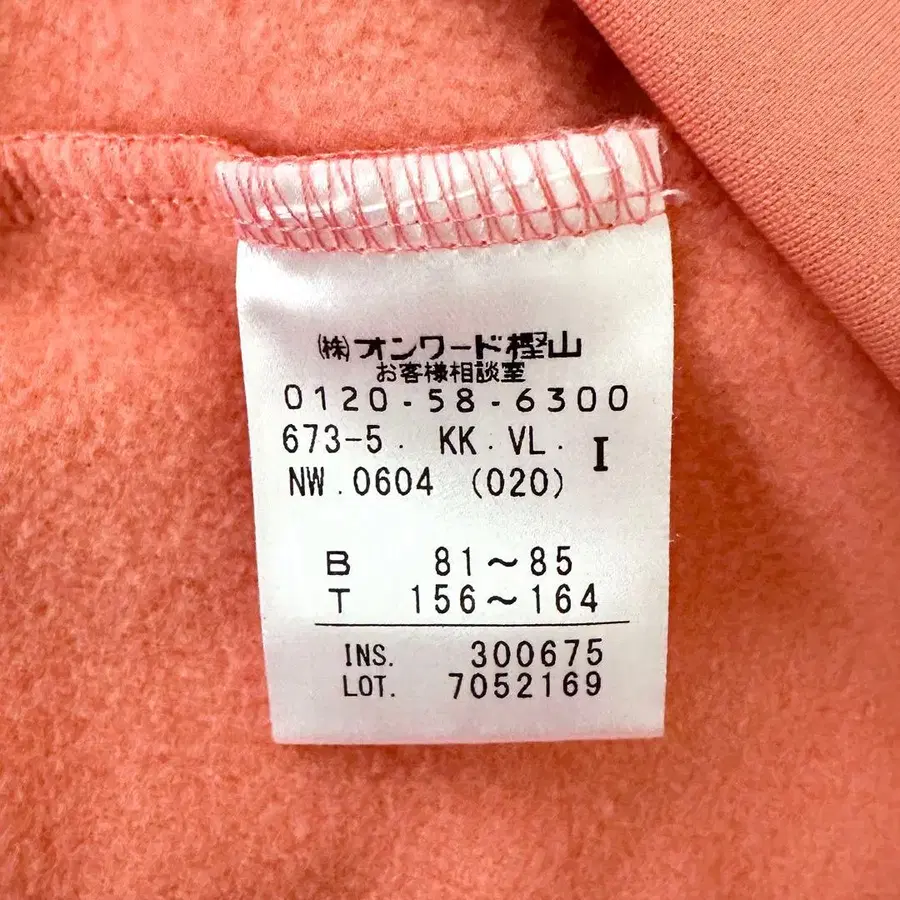 (株)オンワード樫山
お客様相談室
0120-58-6300
673-5. KK. VL. I
NW.0604 (020)
B 81~85
T 156~164
INS. 300675
LOT. 7052169